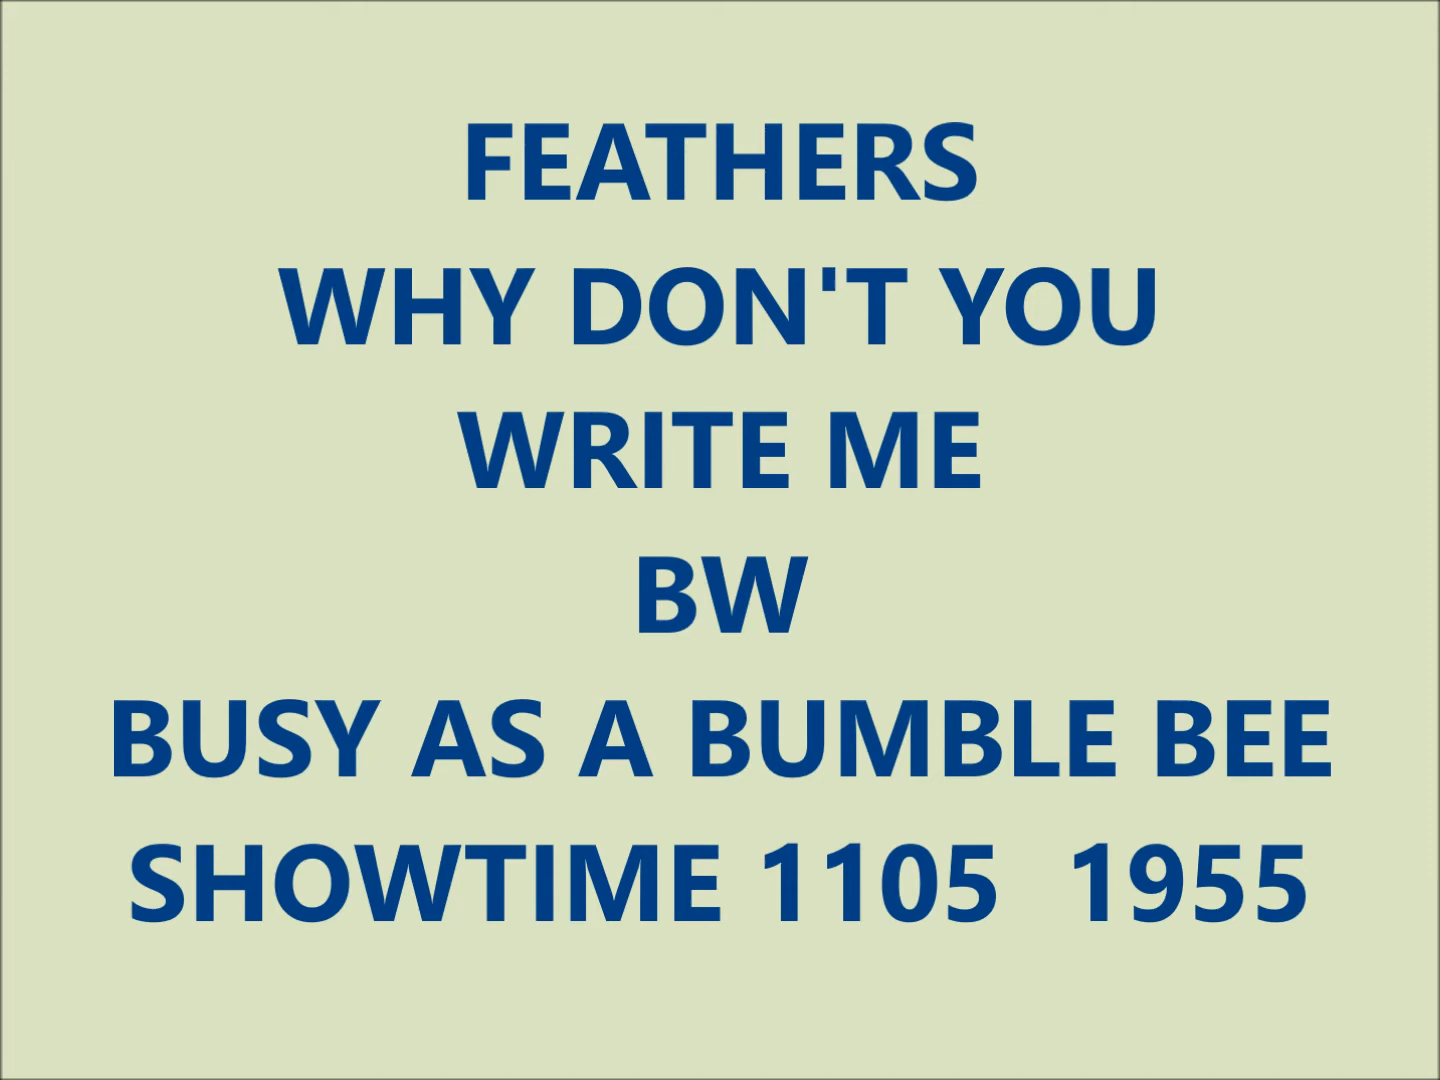 FEATHERS
WHY DON'T YOU
WRITE ME
BW
BUSY AS A BUMBLE BEE
SHOWTIME 1105  1955